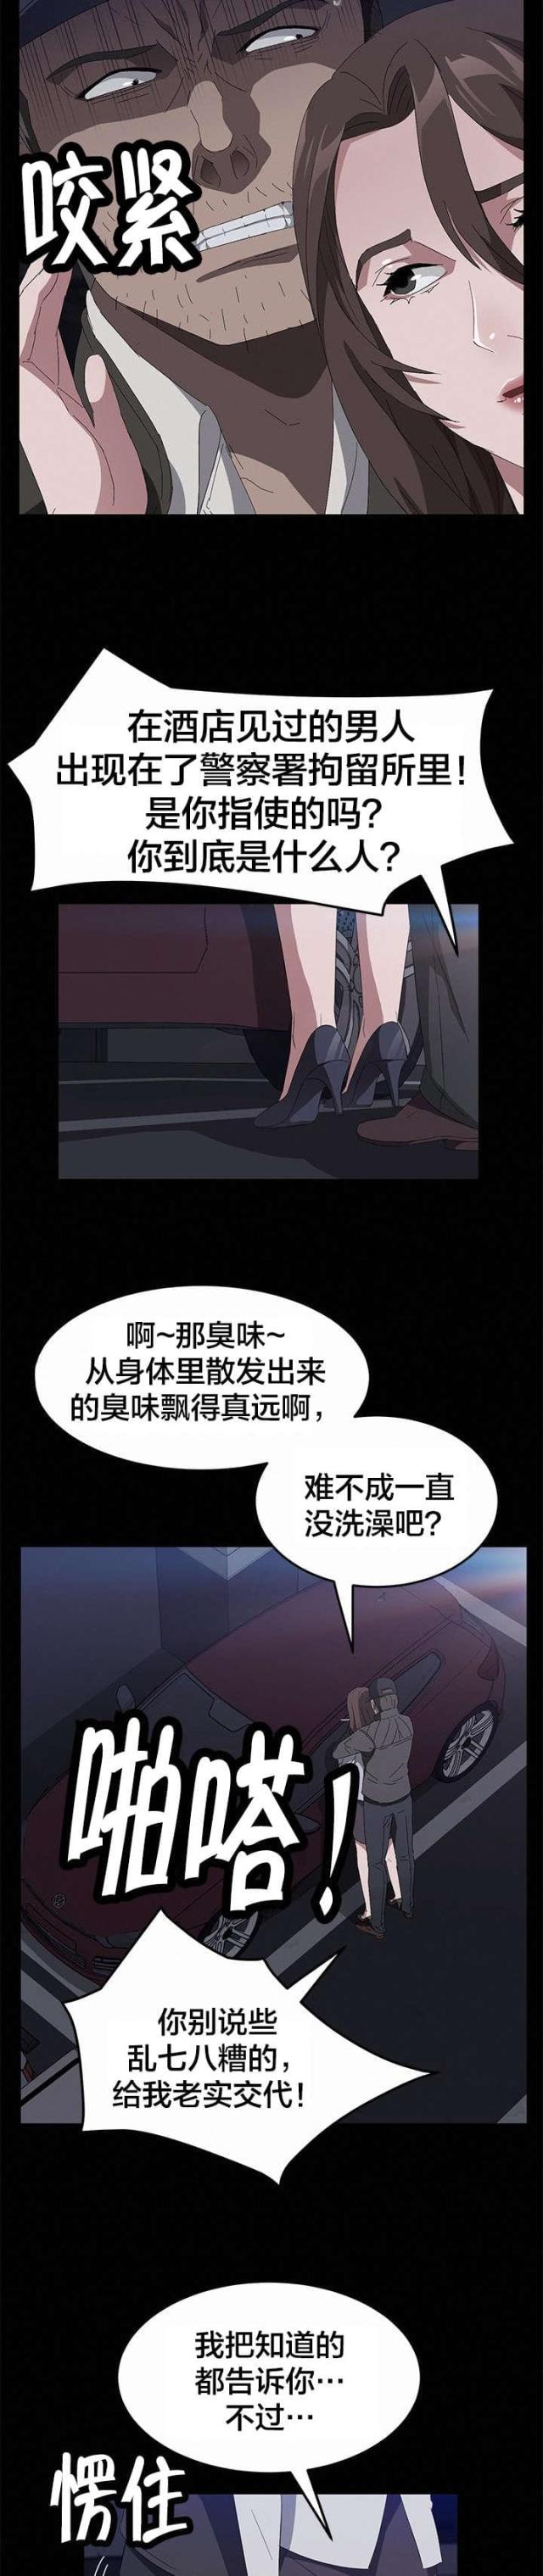 咬紧
在酒店见过的男人
出现在了警察署拘留所里!
是你指使的吗?
你到底是什么人?
啊~那臭味~
从身体里散发出来
的臭味飘得真远啊,
难不成一直
没洗澡吧?
啪嗒!
你别说些
乱七八糟的,
给我老实交代!
我把知道的
都告诉你…
不过…
愣住